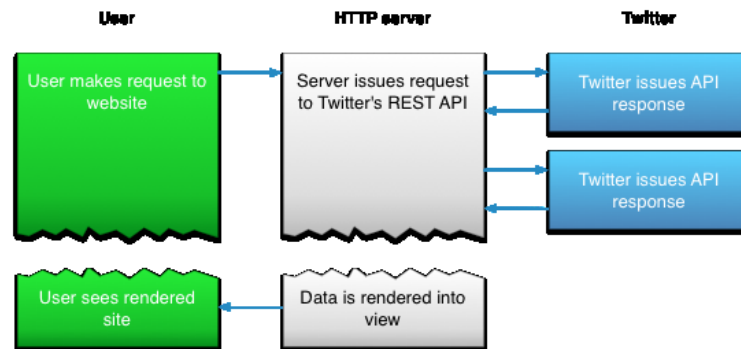 User
HTTP server
Twitter
User makes request to
website
Server issues request
to Twitter's REST API
Twitter issues API
response
Twitter issues API
response
User sees rendered
site
Data is rendered into
view